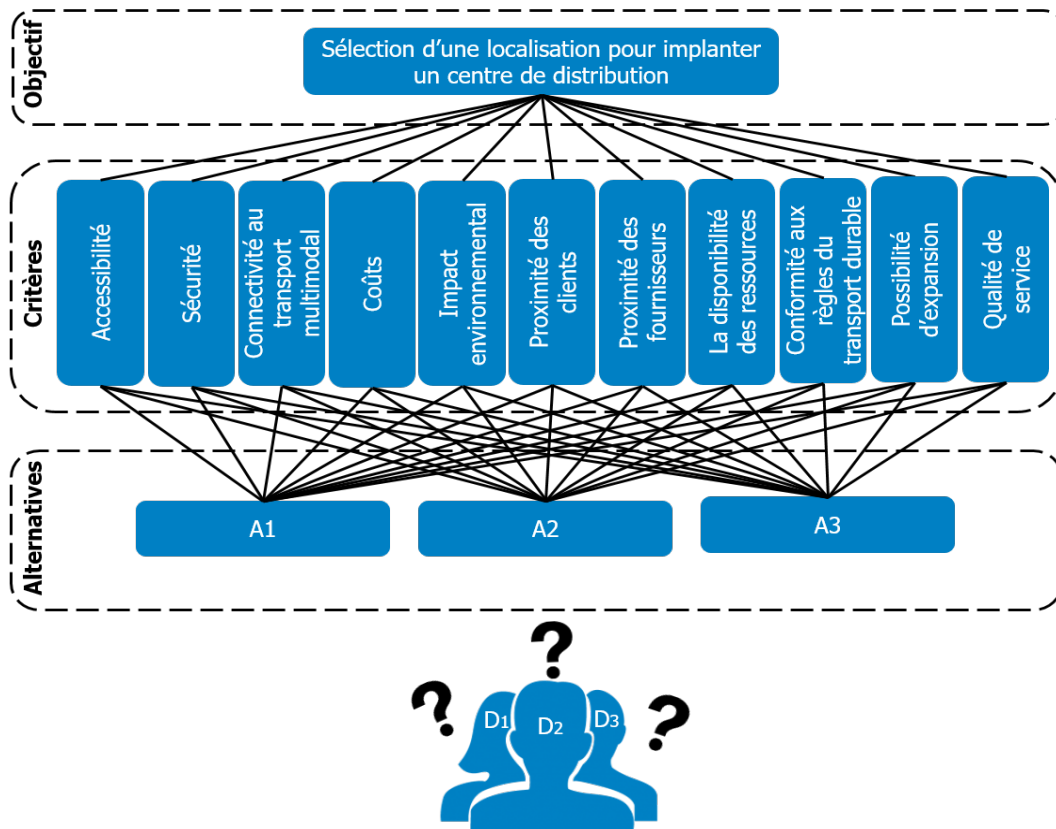 Objectif
Sélection d'une localisation pour implanter
un centre de distribution
Critères
Accessibilité
Sécurité
Connectivité au
transport
multimodal
Coûts
Impact
environnemental
Proximité des
clients
Proximité des
fournisseurs
La disponibilité
des ressources
Conformité aux
règles du
transport durable
Possibilité
d'expansion
Qualité de
service
Alternatives
A1
A2
A3
?
?
?
D1
D2
D3